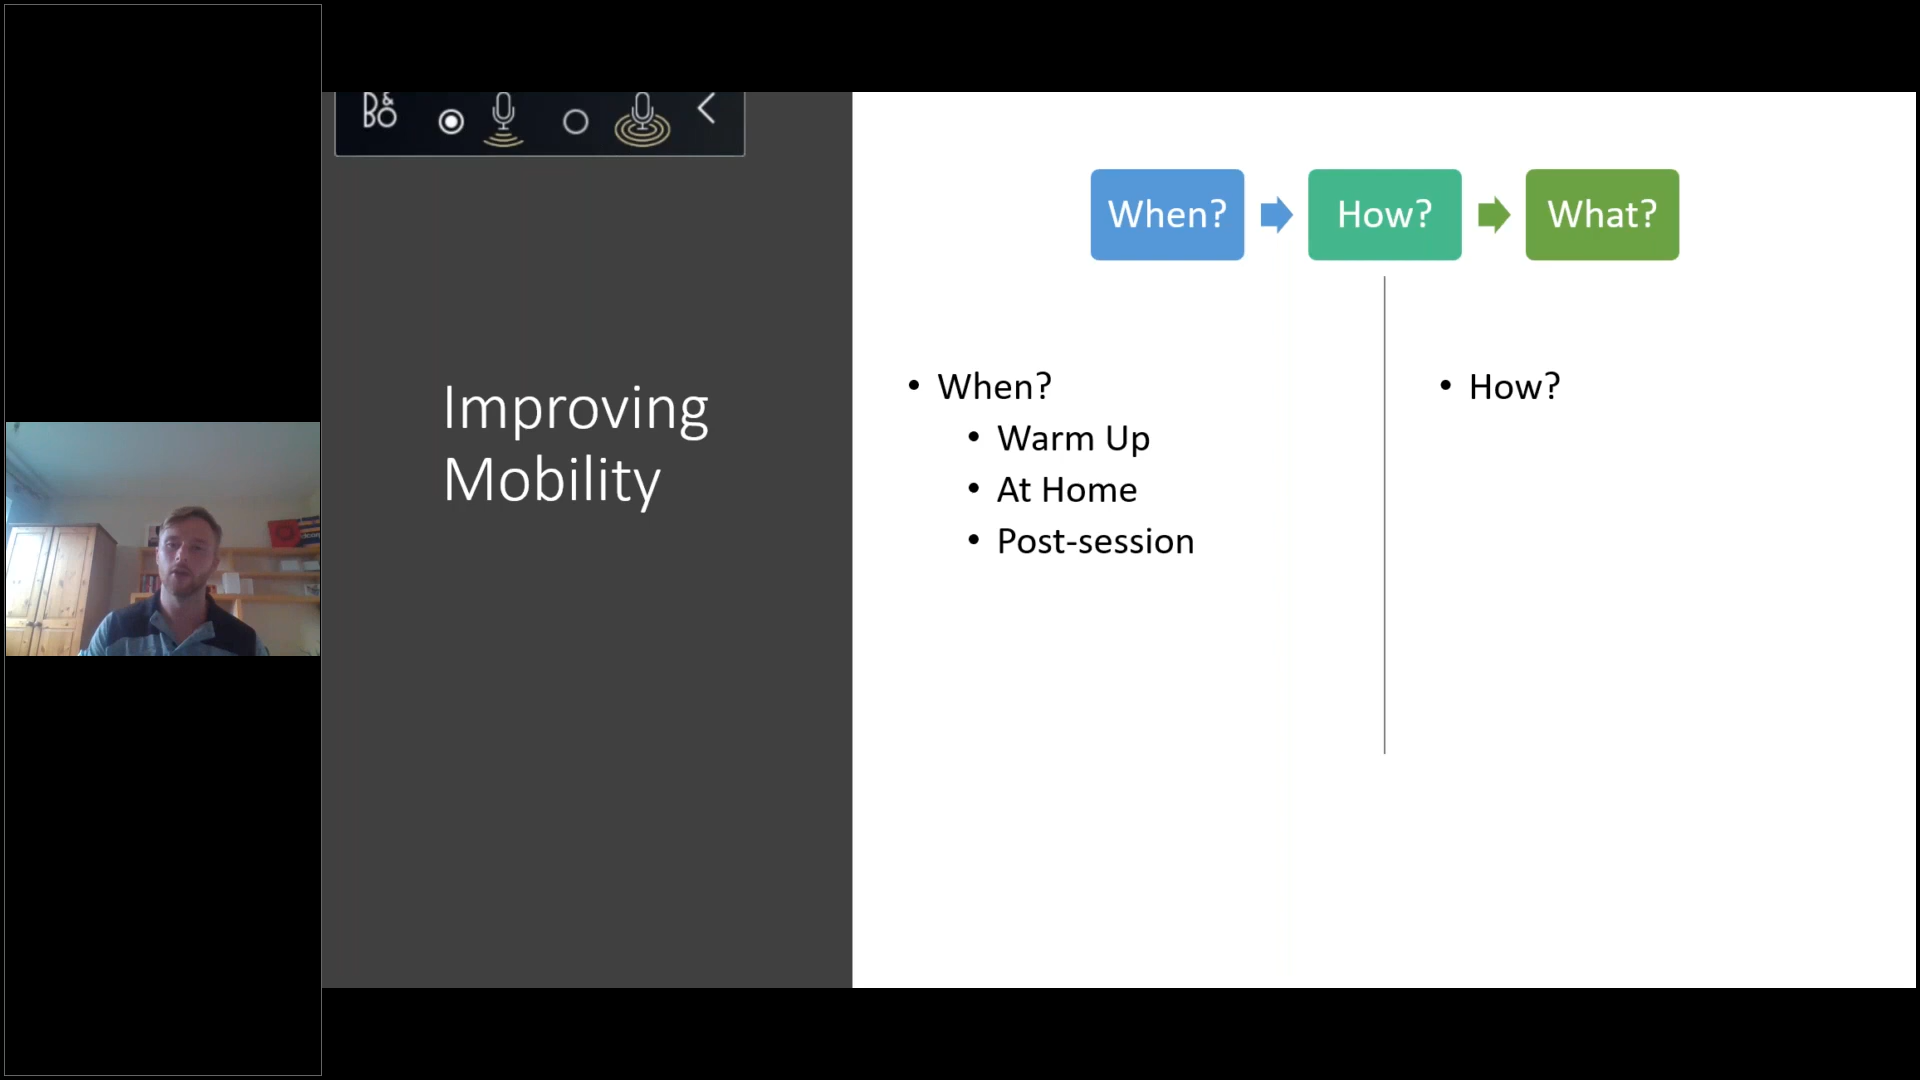 B&O
When?
How?
What?
Improving
Mobility
• When?
• Warm Up
• At Home
• Post-session
• How?